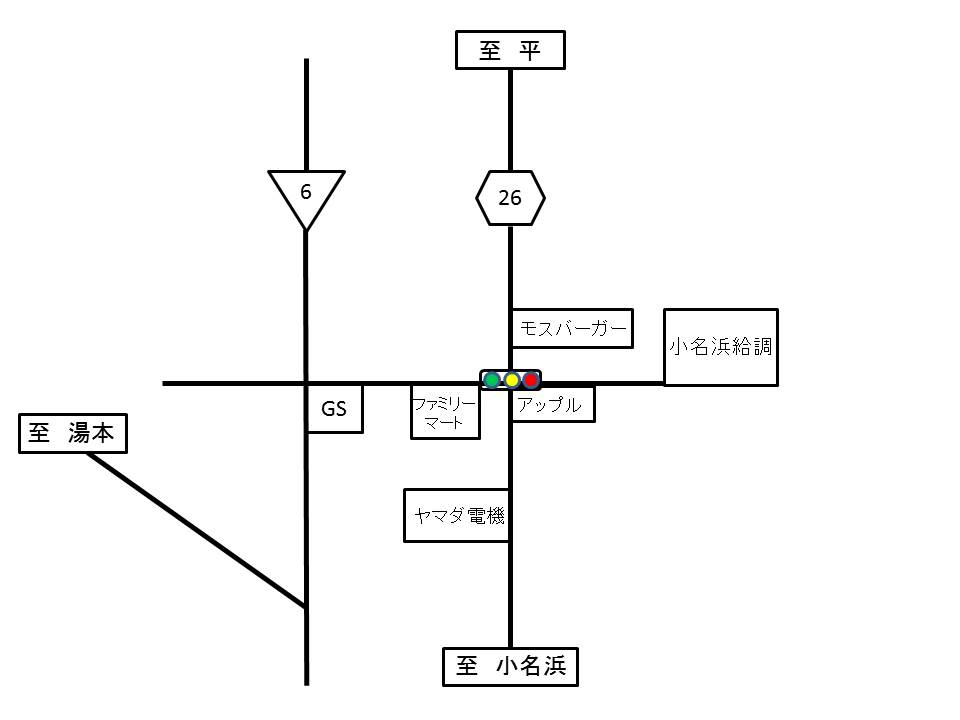 至　平
6
26
モスバーガー
小名浜給調
GS
ファミリー
マート
アップル
至　湯本
ヤマダ電機
至　小名浜